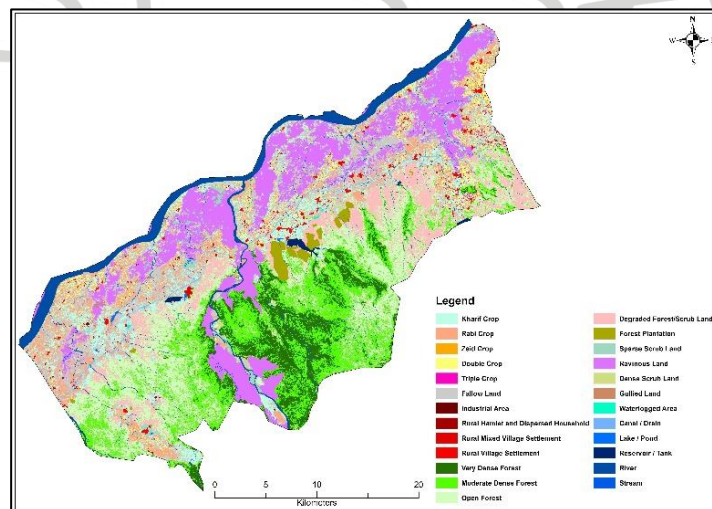 N
W E
S
Legend
Kharif Crop
Rabi Crop
Zaid Crop
Double Crop
Triple Crop
Fallow Land
Industrial Area
Rural Hamlet and Dispersed Household
Rural Mixed Village Settlement
Rural Village Settlement
Very Dense Forest
Moderate Dense Forest
Open Forest
Degraded Forest/Scrub Land
Forest Plantation
Sparse Scrub Land
Ravinous Land
Dense Scrub Land
Gullied Land
Waterlogged Area
Canal / Drain
Lake / Pond
Reservoir / Tank
River
Stream
0 5 10 20
Kilometers